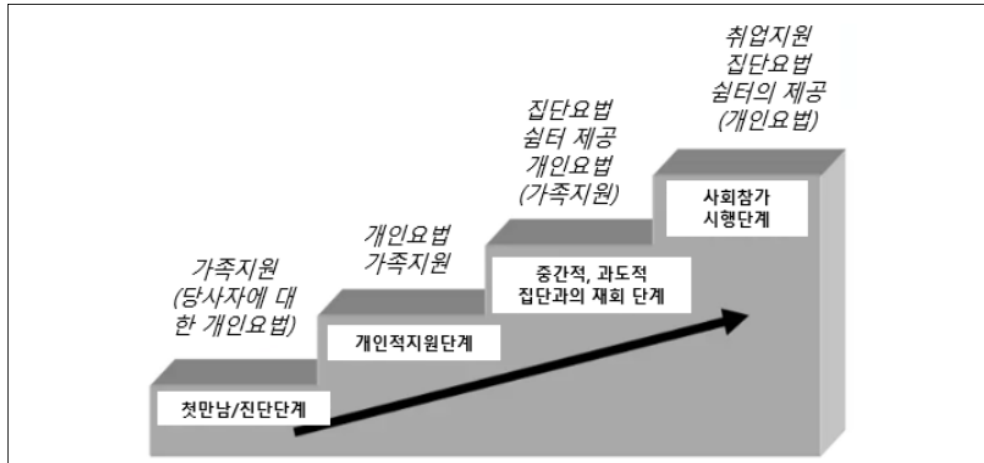 가족지원
(당사자에 대
한 개인요법)
첫만남/진단단계
개인요법
가족지원
개인적지원단계
집단요법
쉼터 제공
개인요법
(가족지원)
중간적, 과도적
집단과의 재회 단계
취업지원
집단요법
쉼터의 제공
(개인요법)
사회참가
시행단계